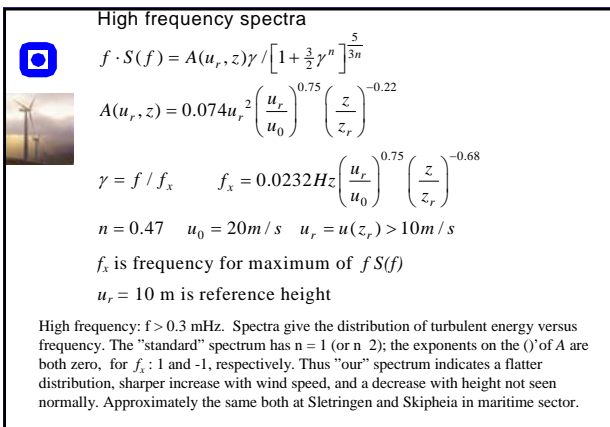 High frequency spectra
f · S(f) = A(u_r, z)γ / [1 + 3/2 γ^n]^(5/3n)
A(u_r, z) = 0.074u_r^2 (u_r/u_0)^0.75 (z/z_r)^−0.22
γ = f / f_x f_x = 0.0232Hz (u_r/u_0)^0.75 (z/z_r)^−0.68
n = 0.47 u_0 = 20m / s u_r = u(z_r) > 10m / s
f_x is frequency for maximum of f S(f)
u_r = 10 m is reference height
High frequency: f > 0.3 mHz. Spectra give the distribution of turbulent energy versus
frequency. The ”standard” spectrum has n = 1 (or n 2); the exponents on the ()’of A are
both zero, for f_x : 1 and -1, respectively. Thus ”our” spectrum indicates a flatter
distribution, sharper increase with wind speed, and a decrease with height not seen
normally. Approximately the same both at Sletringen and Skipheia in maritime sector.